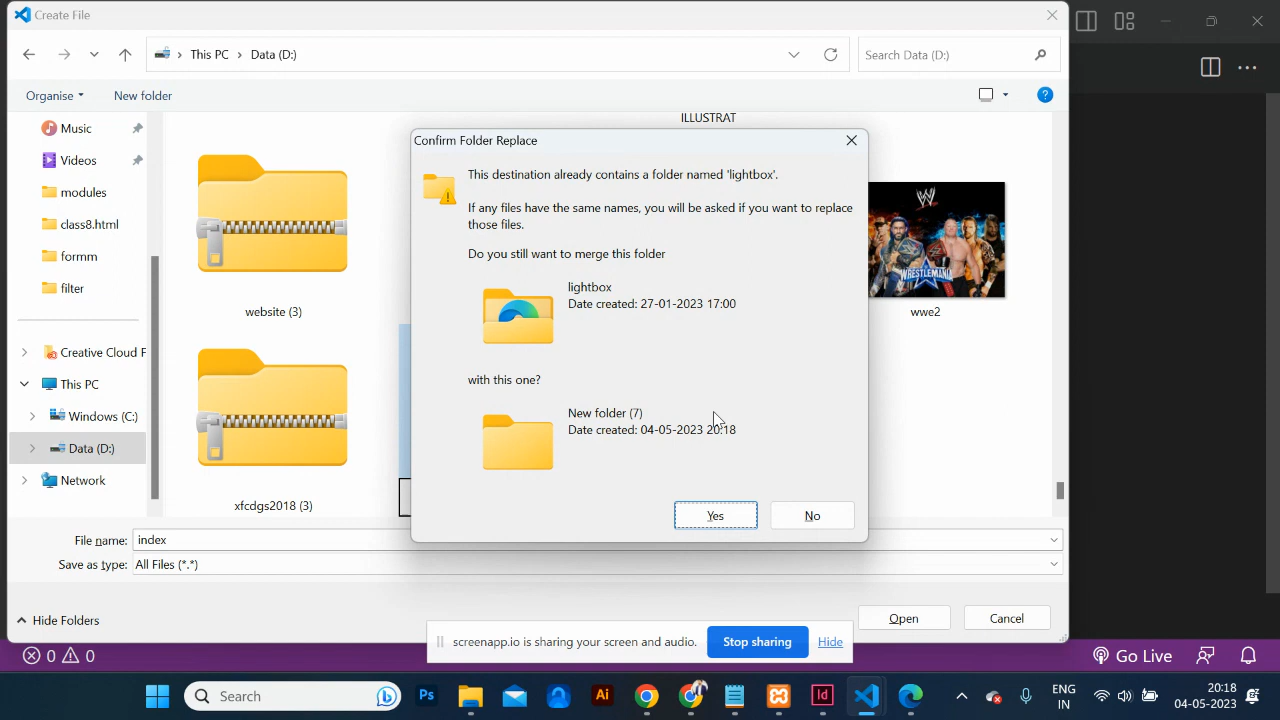 Create File
This PC
Data (D:)
Search Data (D:)
Organise
New folder
Music
Videos
modules
class8.html
formm
filter
Creative Cloud F
This PC
Windows (C:)
Data (D:)
Network
ILLUSTRAT
website (3)
xfcdgs2018 (3)
W
WRESTLEMANIA
wwe2
Confirm Folder Replace
This destination already contains a folder named 'lightbox'.
If any files have the same names, you will be asked if you want to replace
those files.
Do you still want to merge this folder
lightbox
Date created: 27-01-2023 17:00
with this one?
New folder (7)
Date created: 04-05-2023 20:18
Yes
No
File name:
index
Save as type:
All Files (*.*)
Hide Folders
Open
Cancel
screenapp.io is sharing your screen and audio.
Stop sharing
Hide
0
0
Go Live
Ps
Search
Ai
Id
ENG
IN
20:18
04-05-2023